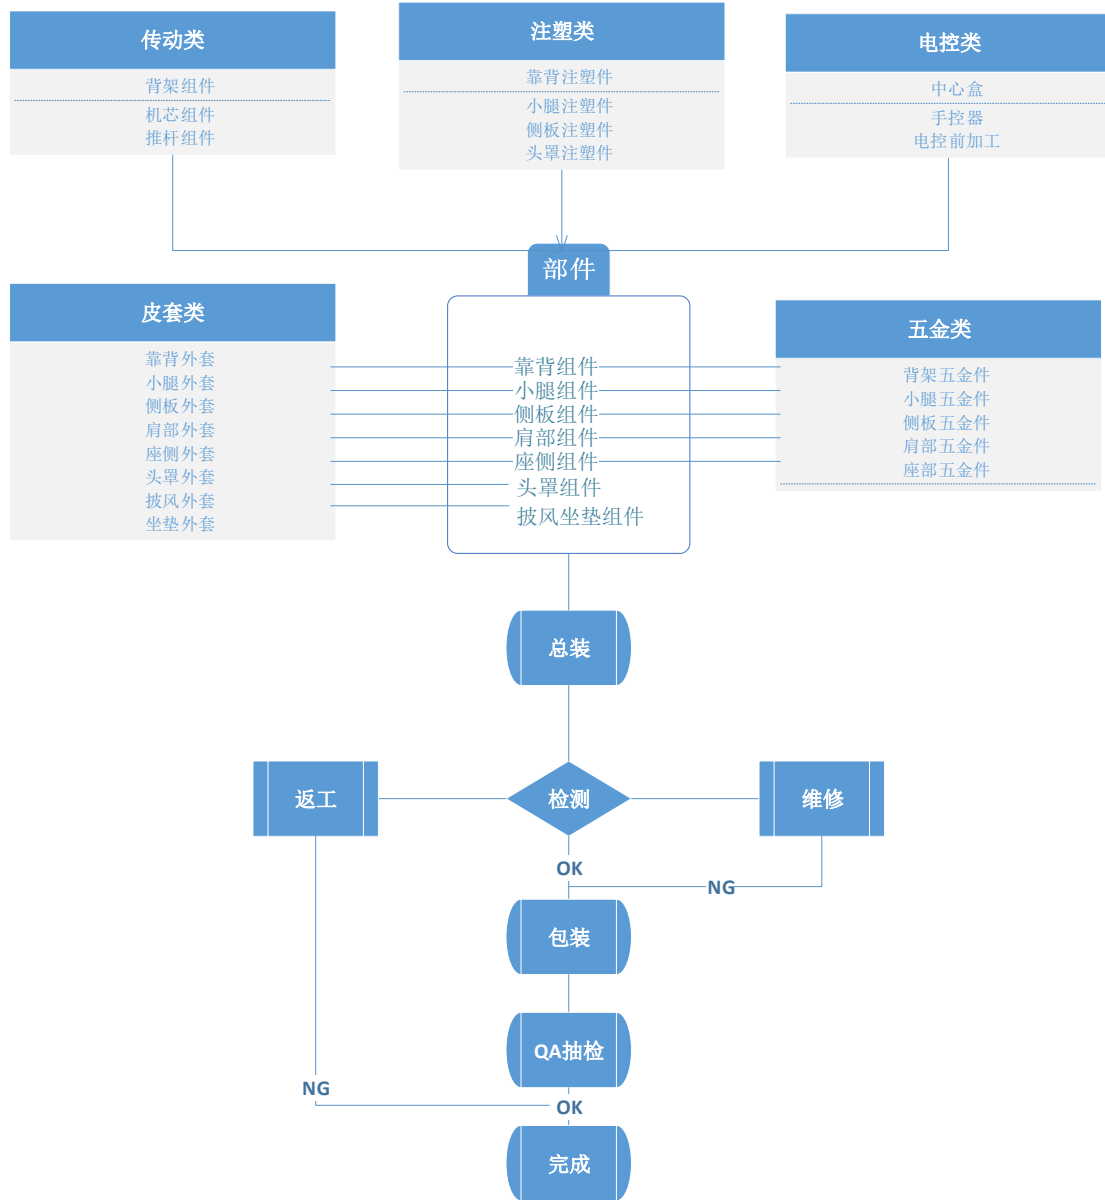 传动类
背架组件
机芯组件
推杆组件
注塑类
靠背注塑件
小腿注塑件
侧板注塑件
头罩注塑件
电控类
中心盒
手控器
电控前加工
部件
皮套类
靠背外套
小腿外套
侧板外套
肩部外套
座侧外套
头罩外套
披风外套
坐垫外套
靠背组件
小腿组件
侧板组件
肩部组件
座侧组件
头罩组件
披风坐垫组件
五金类
背架五金件
小腿五金件
侧板五金件
肩部五金件
座部五金件
总装
返工
检测
维修
OK
NG
包装
QA抽检
NG
OK
完成